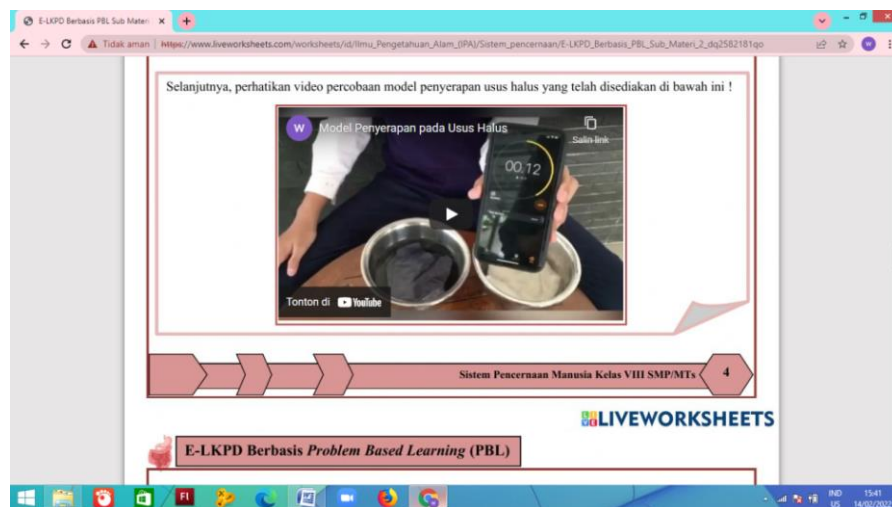 E-LKPD Berbasis PBL Sub Materi
Tidak aman
https://www.liveworksheets.com/worksheets/id/Ilmu_Pengetahuan_Alam_(IPA)/Sistem_pencernaan/E-LKPD_Berbasis_PBL_Sub_Materi_2_dq2582181qo
Selanjutnya, perhatikan video percobaan model penyerapan usus halus yang telah disediakan di bawah ini !
W Model Penyerapan pada Usus Halus
Salin link
00,12
Tonton di YouTube
Sistem Pencernaan Manusia Kelas VIII SMP/MTs 4
LIVEWORKSHEETS
E-LKPD Berbasis Problem Based Learning (PBL)
IND 15:41
US 14/02/2022